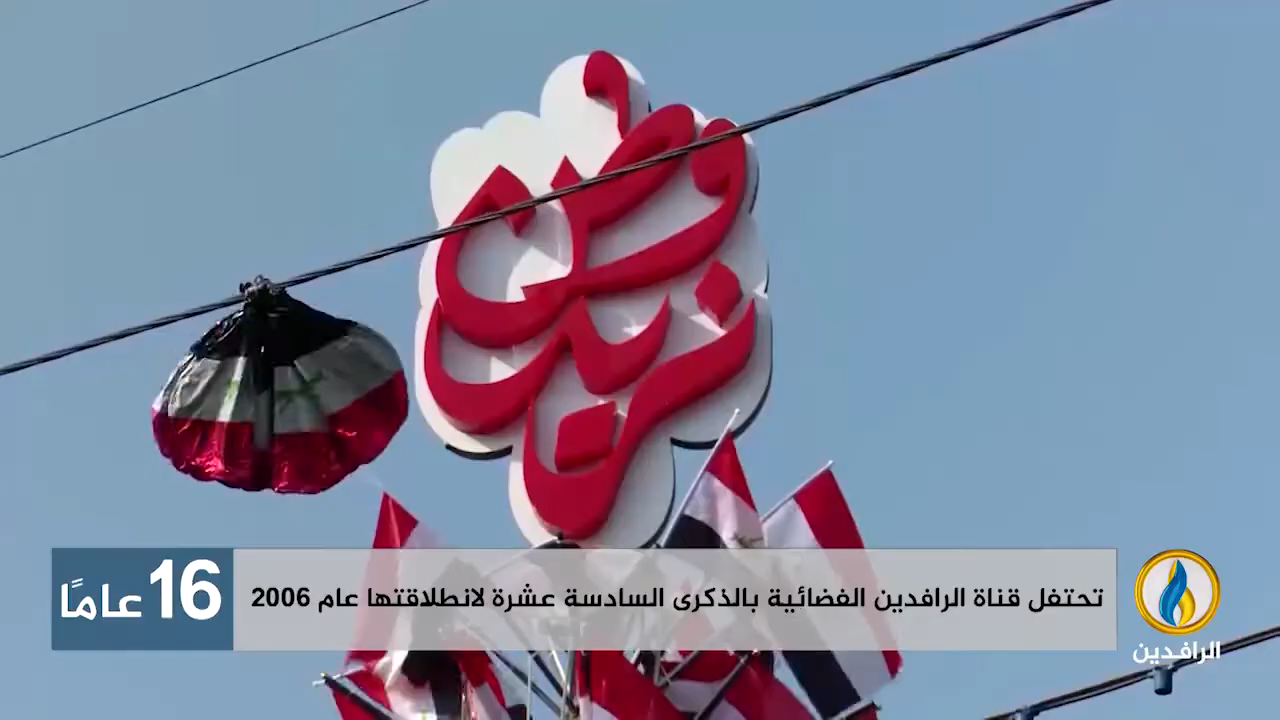 نريد
وطن
تحتفل قناة الرافدين الفضائية بالذكرى السادسة عشرة لانطلاقتها عام 2006
16 عامًا
الرافدين